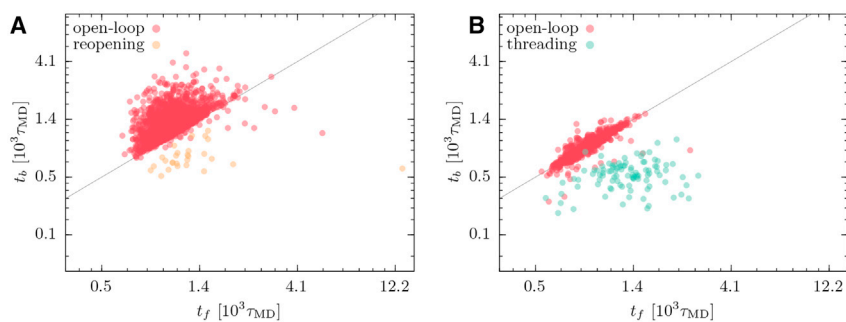 A
open-loop
reopening
4.1
1.4
0.5
0.1
t_b [10^3 τ_MD]
0.5 1.4 4.1 12.2
t_f [10^3 τ_MD]
B
open-loop
threading
4.1
1.4
0.5
0.1
t_b [10^3 τ_MD]
0.5 1.4 4.1 12.2
t_f [10^3 τ_MD]